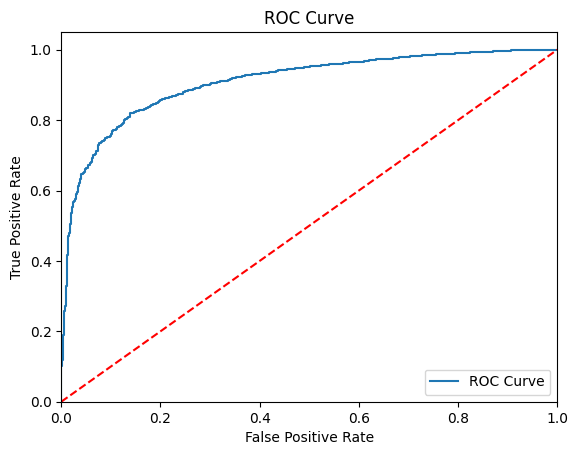 ROC Curve
True Positive Rate
1.0
0.8
0.6
0.4
0.2
0.0
0.0 0.2 0.4 0.6 0.8 1.0
False Positive Rate
ROC Curve